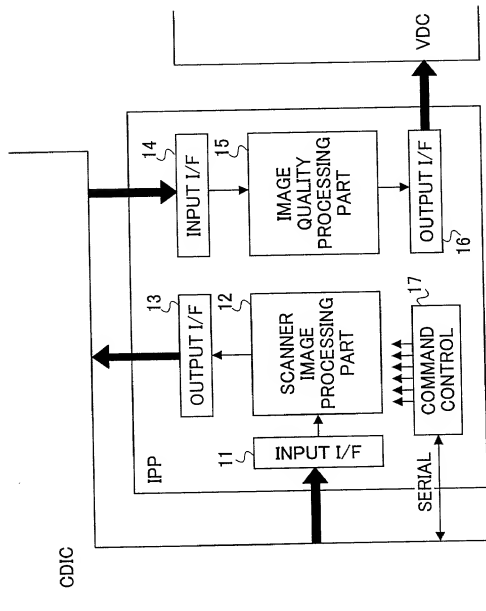 CDIC
IPP
11
INPUT I/F
SCANNER
IMAGE
PROCESSING
PART
12
OUTPUT I/F
13
INPUT I/F
14
IMAGE
QUALITY
PROCESSING
PART
15
OUTPUT I/F
16
VDC
COMMAND
CONTROL
17
SERIAL